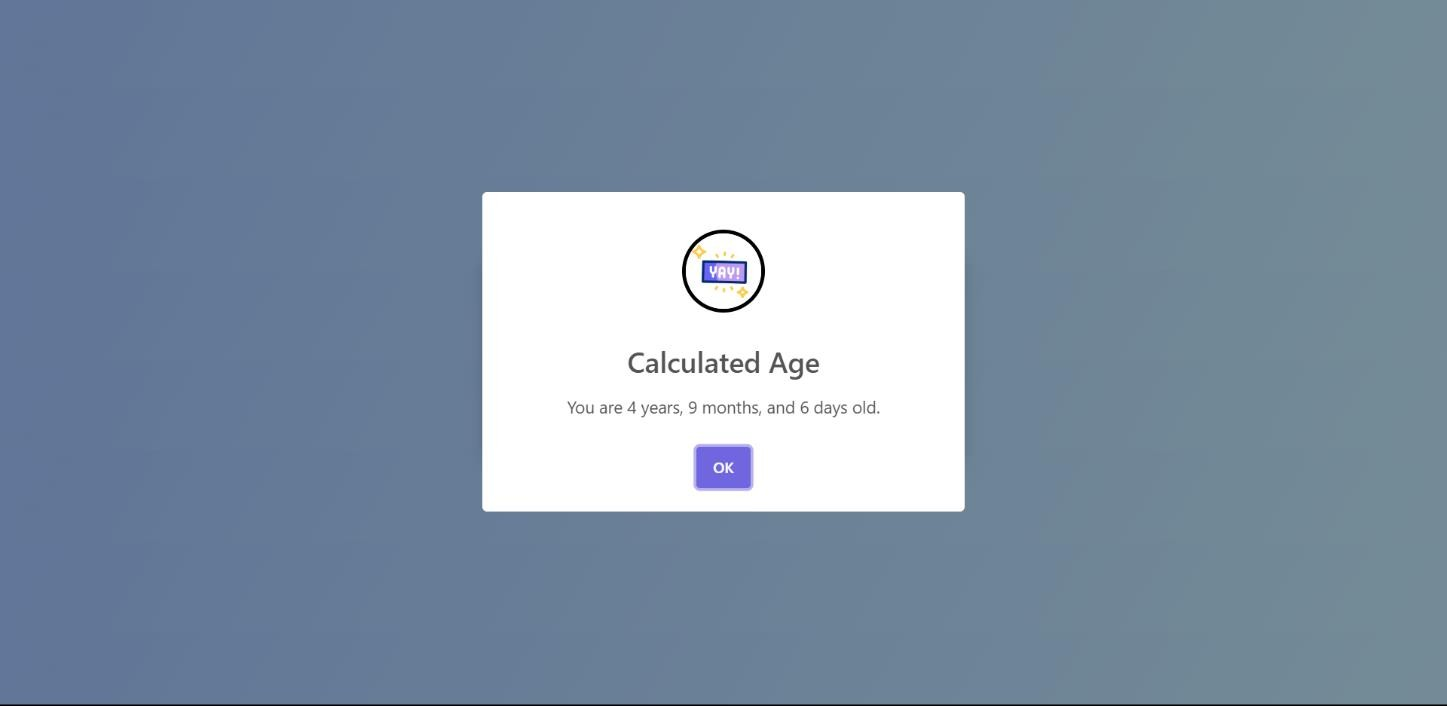 YAY!
Calculated Age
You are 4 years, 9 months, and 6 days old.
OK